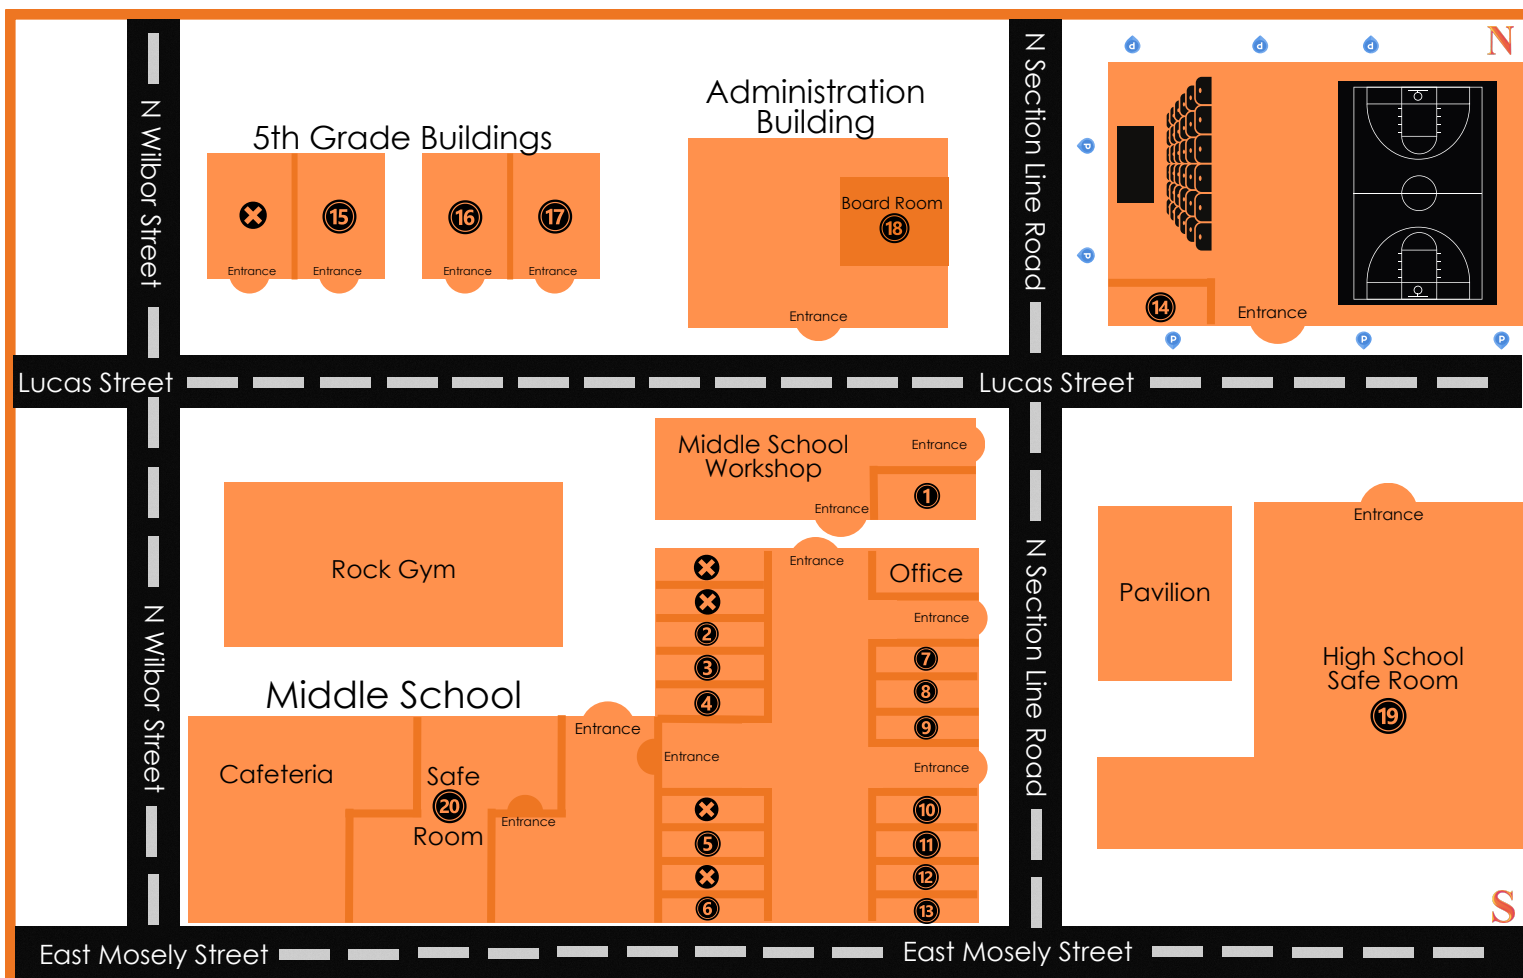 N
N Wilbor Street
N Section Line Road
5th Grade Buildings
Administration
Building
P
P
P
P
P
15
16
17
Board Room
18
Entrance
Entrance
Entrance
Entrance
Entrance
14
Entrance
P
P
P
Lucas Street
Lucas Street
Middle School
Workshop
Entrance
1
Entrance
Rock Gym
Entrance
Office
Entrance
2
3
4
7
8
9
N Wilbor Street
N Section Line Road
Entrance
Pavilion
High School
Safe Room
19
Middle School
Entrance
Entrance
Entrance
Cafeteria
Safe
20
Room
Entrance
5
6
10
11
12
13
S
East Mosely Street
East Mosely Street